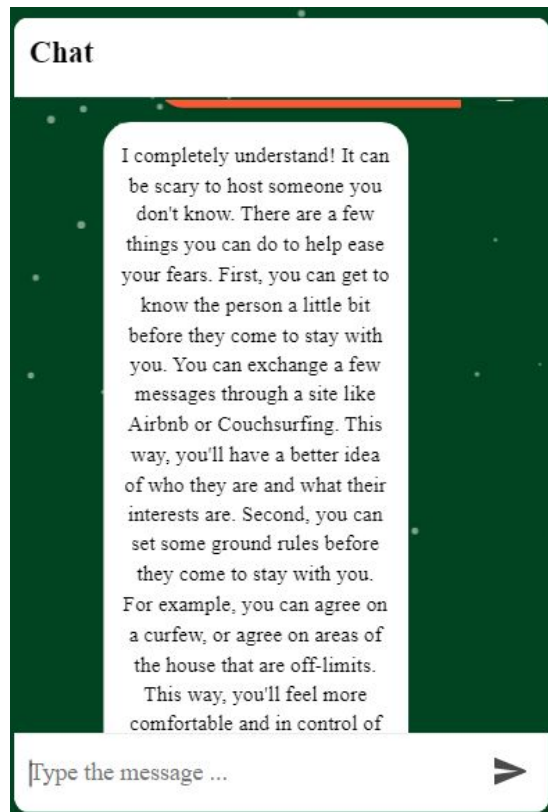 Chat
I completely understand! It can
be scary to host someone you
don't know. There are a few
things you can do to help ease
your fears. First, you can get to
know the person a little bit
before they come to stay with
you. You can exchange a few
messages through a site like
Airbnb or Couchsurfing. This
way, you'll have a better idea
of who they are and what their
interests are. Second, you can
set some ground rules before
they come to stay with you.
For example, you can agree on
a curfew, or agree on areas of
the house that are off-limits.
This way, you'll feel more
comfortable and in control of
Type the message ...